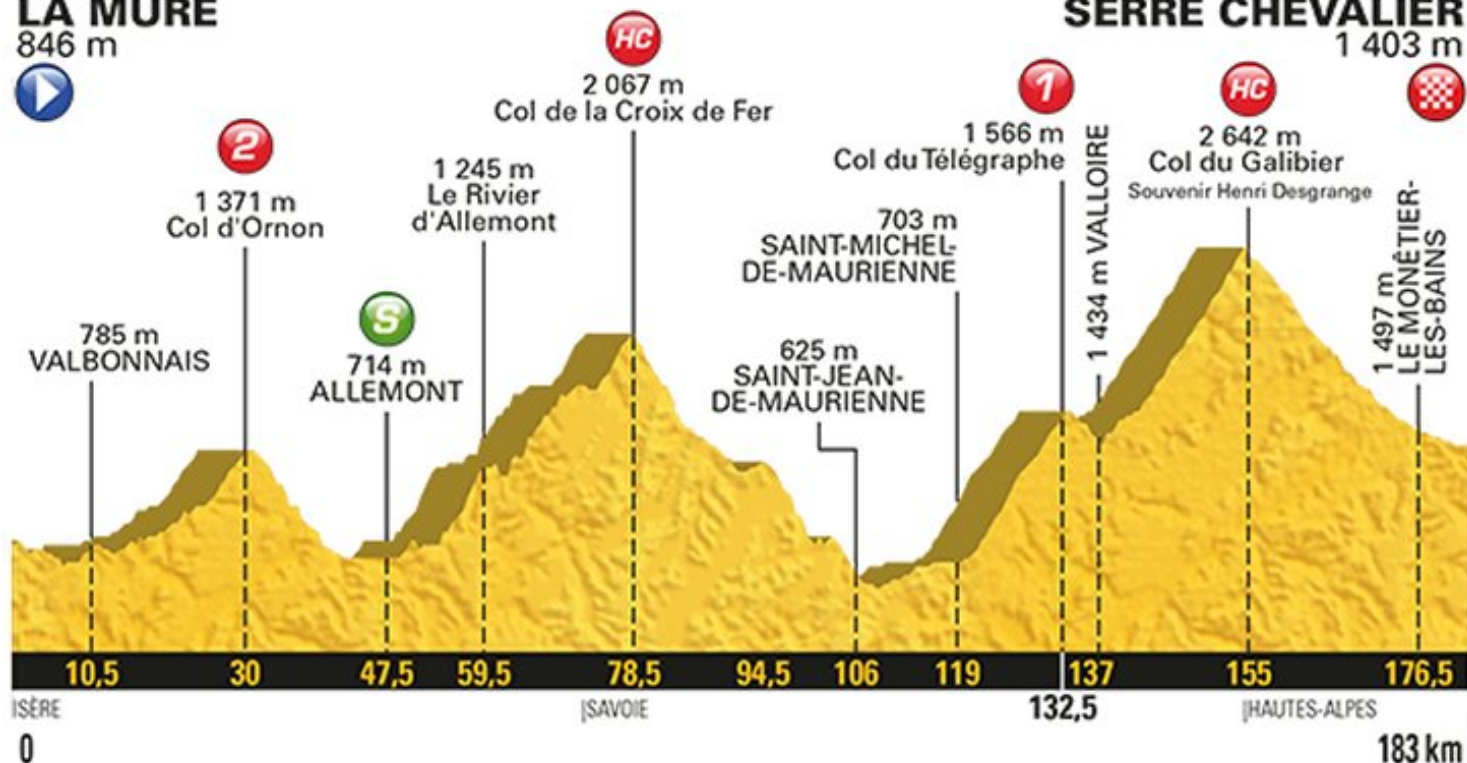 LA MURE
846 m
SERRE CHEVALIER
1 403 m
HC
2 067 m
Col de la Croix de Fer
2
1 371 m
Col d'Ornon
1 245 m
Le Rivier
d'Allemont
1
1 566 m
Col du Télégraphe
HC
2 642 m
Col du Galibier
Souvenir Henri Desgrange
785 m
VALBONNAIS
S
714 m
ALLEMONT
703 m
SAINT-MICHEL-
DE-MAURIENNE
625 m
SAINT-JEAN-
DE-MAURIENNE
1 434 m VALLOIRE
1 497 m
LE MONÊTIER-
LES-BAINS
10,5 30 47,5 59,5 78,5 94,5 106 119 137 155 176,5
ISÈRE |SAVOIE 132,5 |HAUTES-ALPES
0 183 km